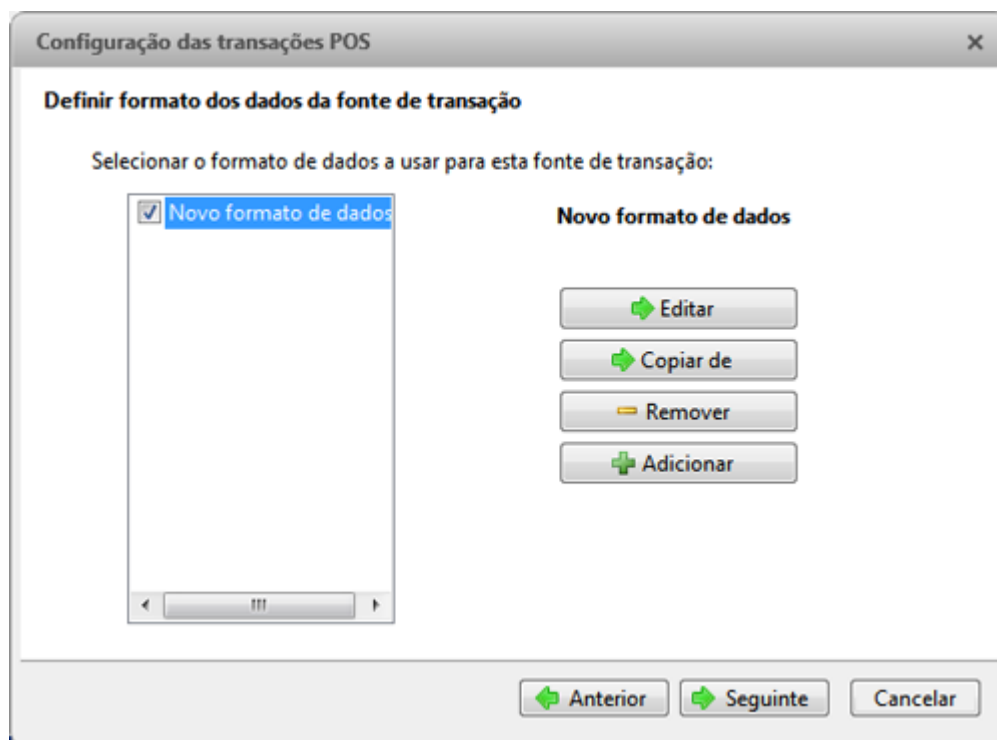 Configuração das transações POS
Definir formato dos dados da fonte de transação
Selecionar o formato de dados a usar para esta fonte de transação:
Novo formato de dados
Novo formato de dados
Editar
Copiar de
Remover
Adicionar
Anterior
Seguinte
Cancelar